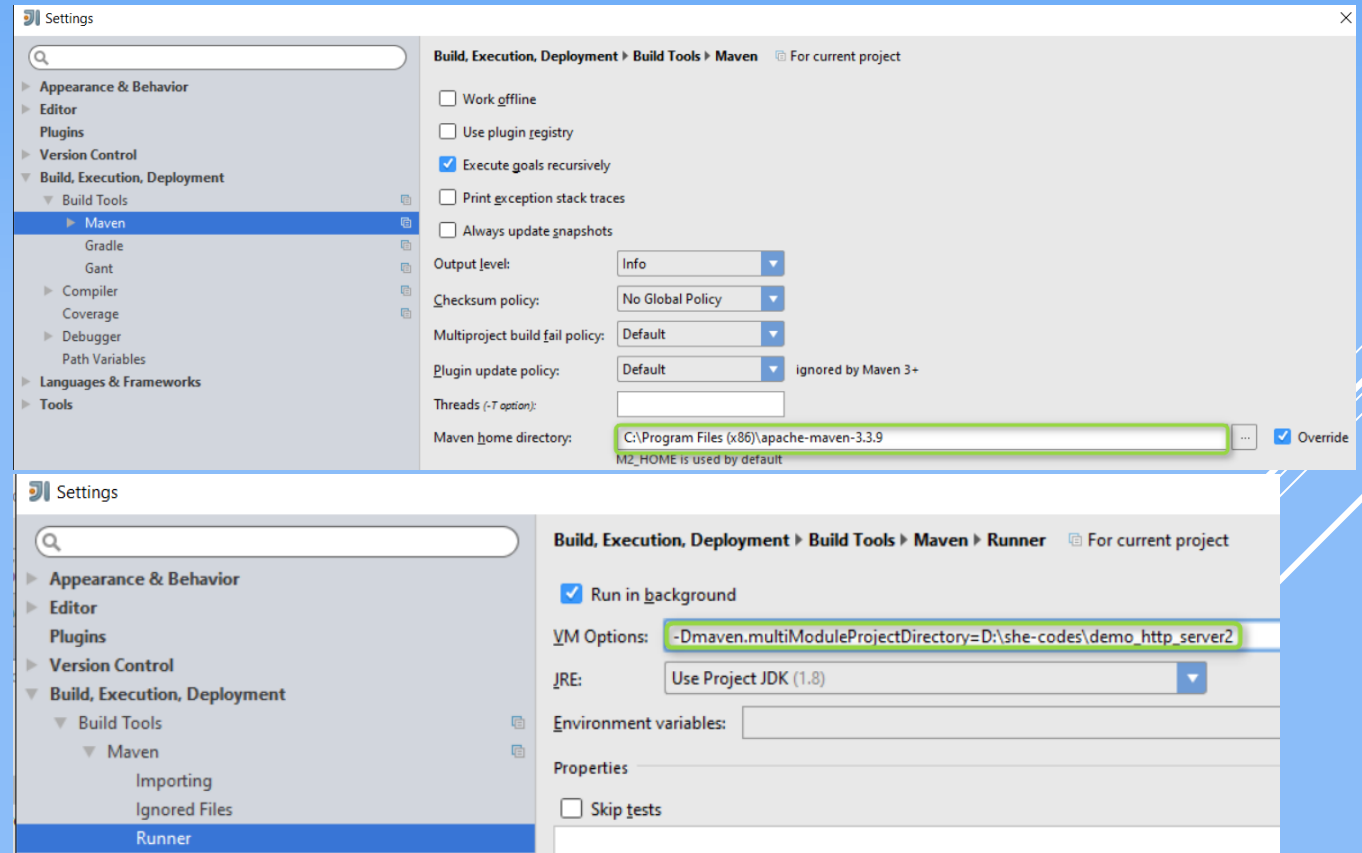 Settings
Build, Execution, Deployment Build Tools Maven For current project
Appearance & Behavior
Editor
Plugins
Version Control
Build, Execution, Deployment
Build Tools
Maven
Gradle
Gant
Compiler
Coverage
Debugger
Path Variables
Languages & Frameworks
Tools
Work offline
Use plugin registry
Execute goals recursively
Print exception stack traces
Always update snapshots
Output level: Info
Checksum policy: No Global Policy
Multiproject build fail policy: Default
Plugin update policy: Default ignored by Maven 3+
Threads (-T option):
Maven home directory: C:\Program Files (x86)\apache-maven-3.3.9 ... Override
M2_HOME is used by default
Settings
Build, Execution, Deployment Build Tools Maven Runner For current project
Appearance & Behavior
Editor
Plugins
Version Control
Build, Execution, Deployment
Build Tools
Maven
Importing
Ignored Files
Runner
Run in background
VM Options: -Dmaven.multiModuleProjectDirectory=D:\she-codes\demo_http_server2
JRE: Use Project JDK (1.8)
Environment variables:
Properties
Skip tests